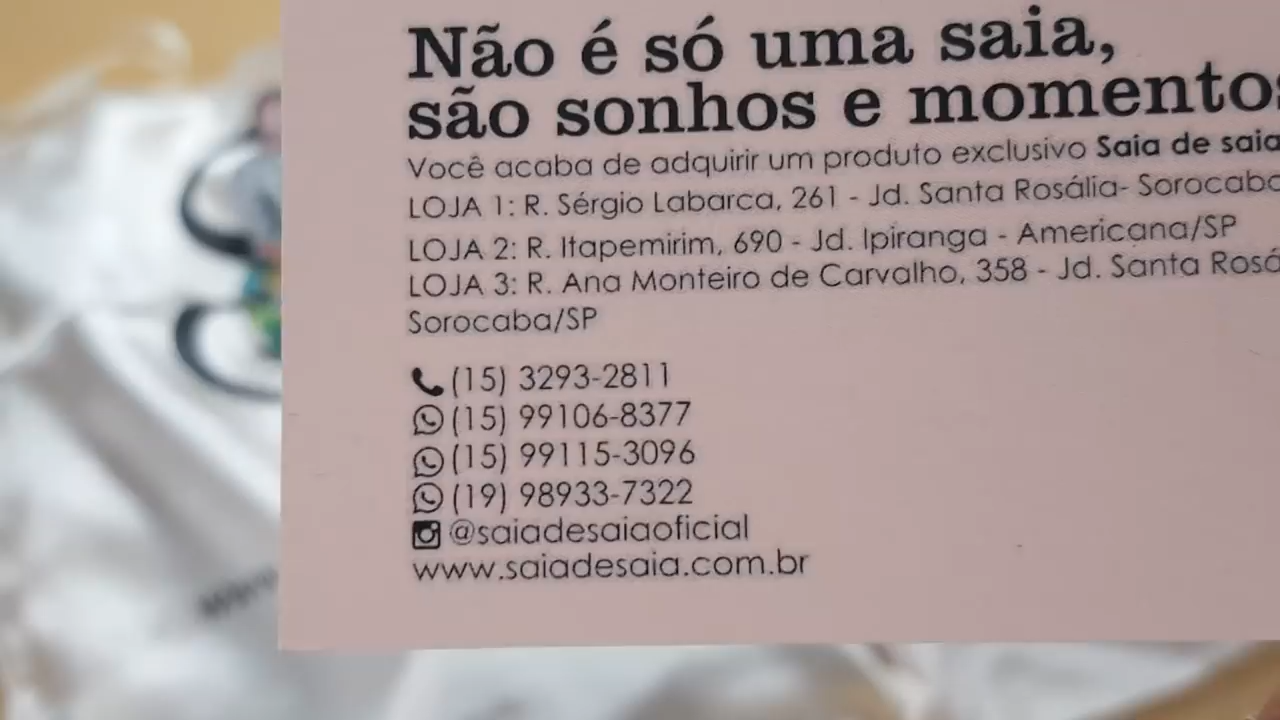 Não é só uma saia,
são sonhos e momentos
Você acaba de adquirir um produto exclusivo Saia de saia
LOJA 1: R. Sérgio Labarca, 261 - Jd. Santa Rosália- Sorocaba
LOJA 2: R. Itapemirim, 690 - Jd. Ipiranga - Americana/SP
LOJA 3: R. Ana Monteiro de Carvalho, 358 - Jd. Santa Rosá
Sorocaba/SP
(15) 3293-2811
(15) 99106-8377
(15) 99115-3096
(19) 98933-7322
@saiadesaiaoficial
www.saiadesaia.com.br